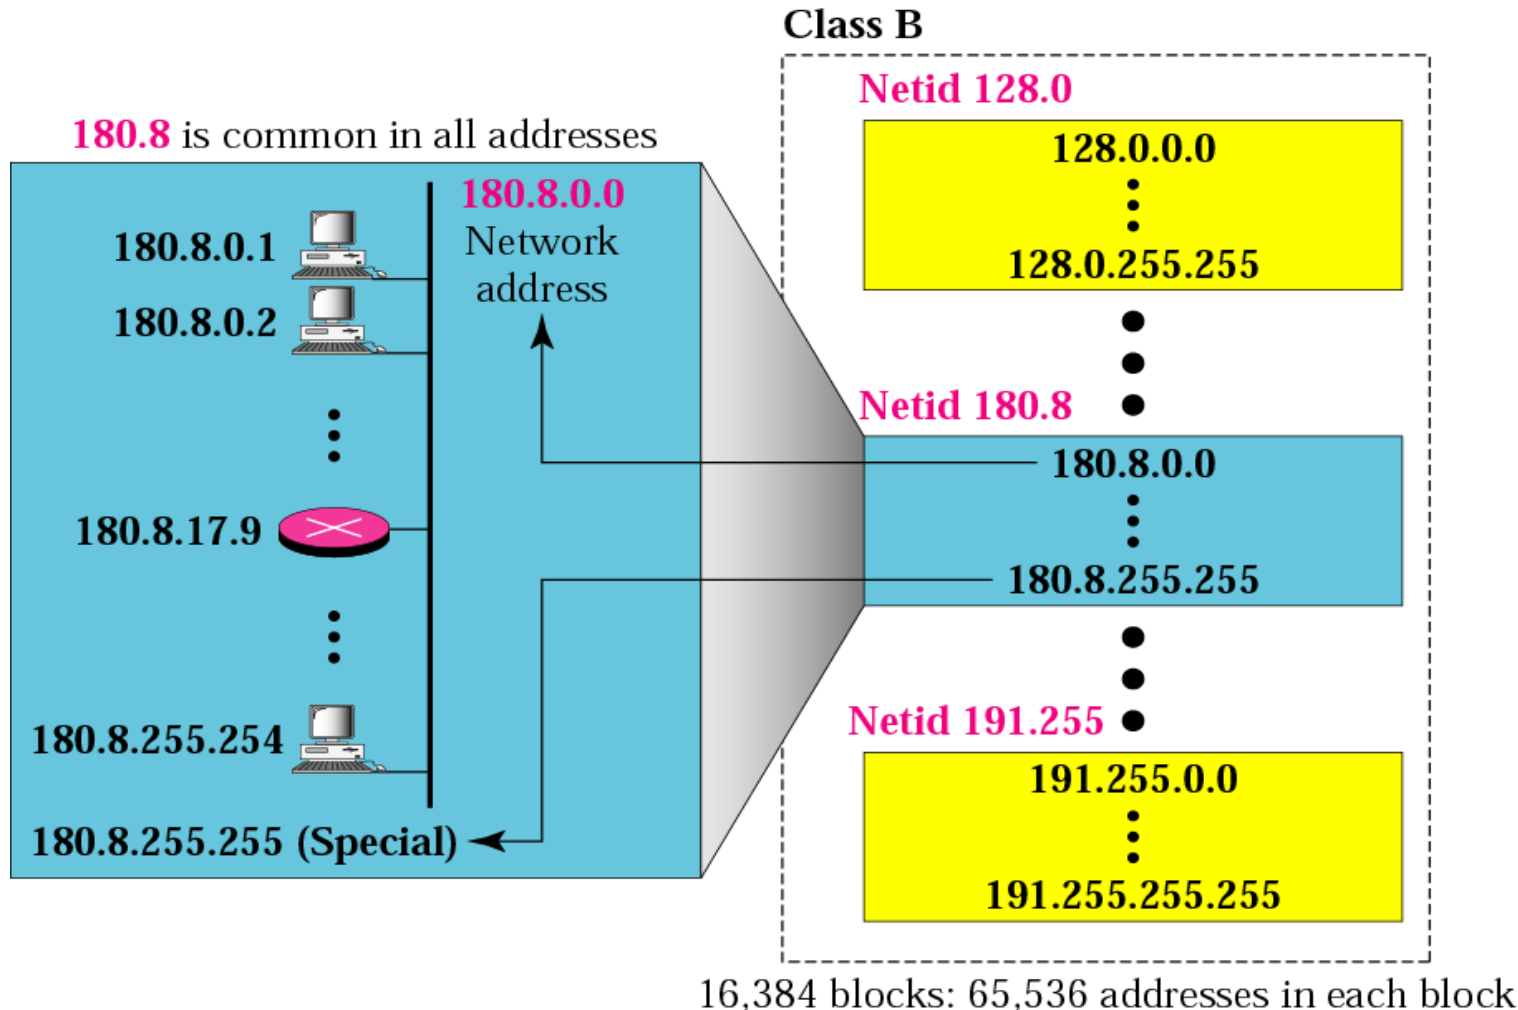 Class B
Netid 128.0
128.0.0.0
128.0.255.255
180.8 is common in all addresses
180.8.0.0
Network
address
180.8.0.1
180.8.0.2
180.8.17.9
180.8.255.254
180.8.255.255 (Special)
Netid 180.8
180.8.0.0
180.8.255.255
Netid 191.255
191.255.0.0
191.255.255.255
16,384 blocks: 65,536 addresses in each block